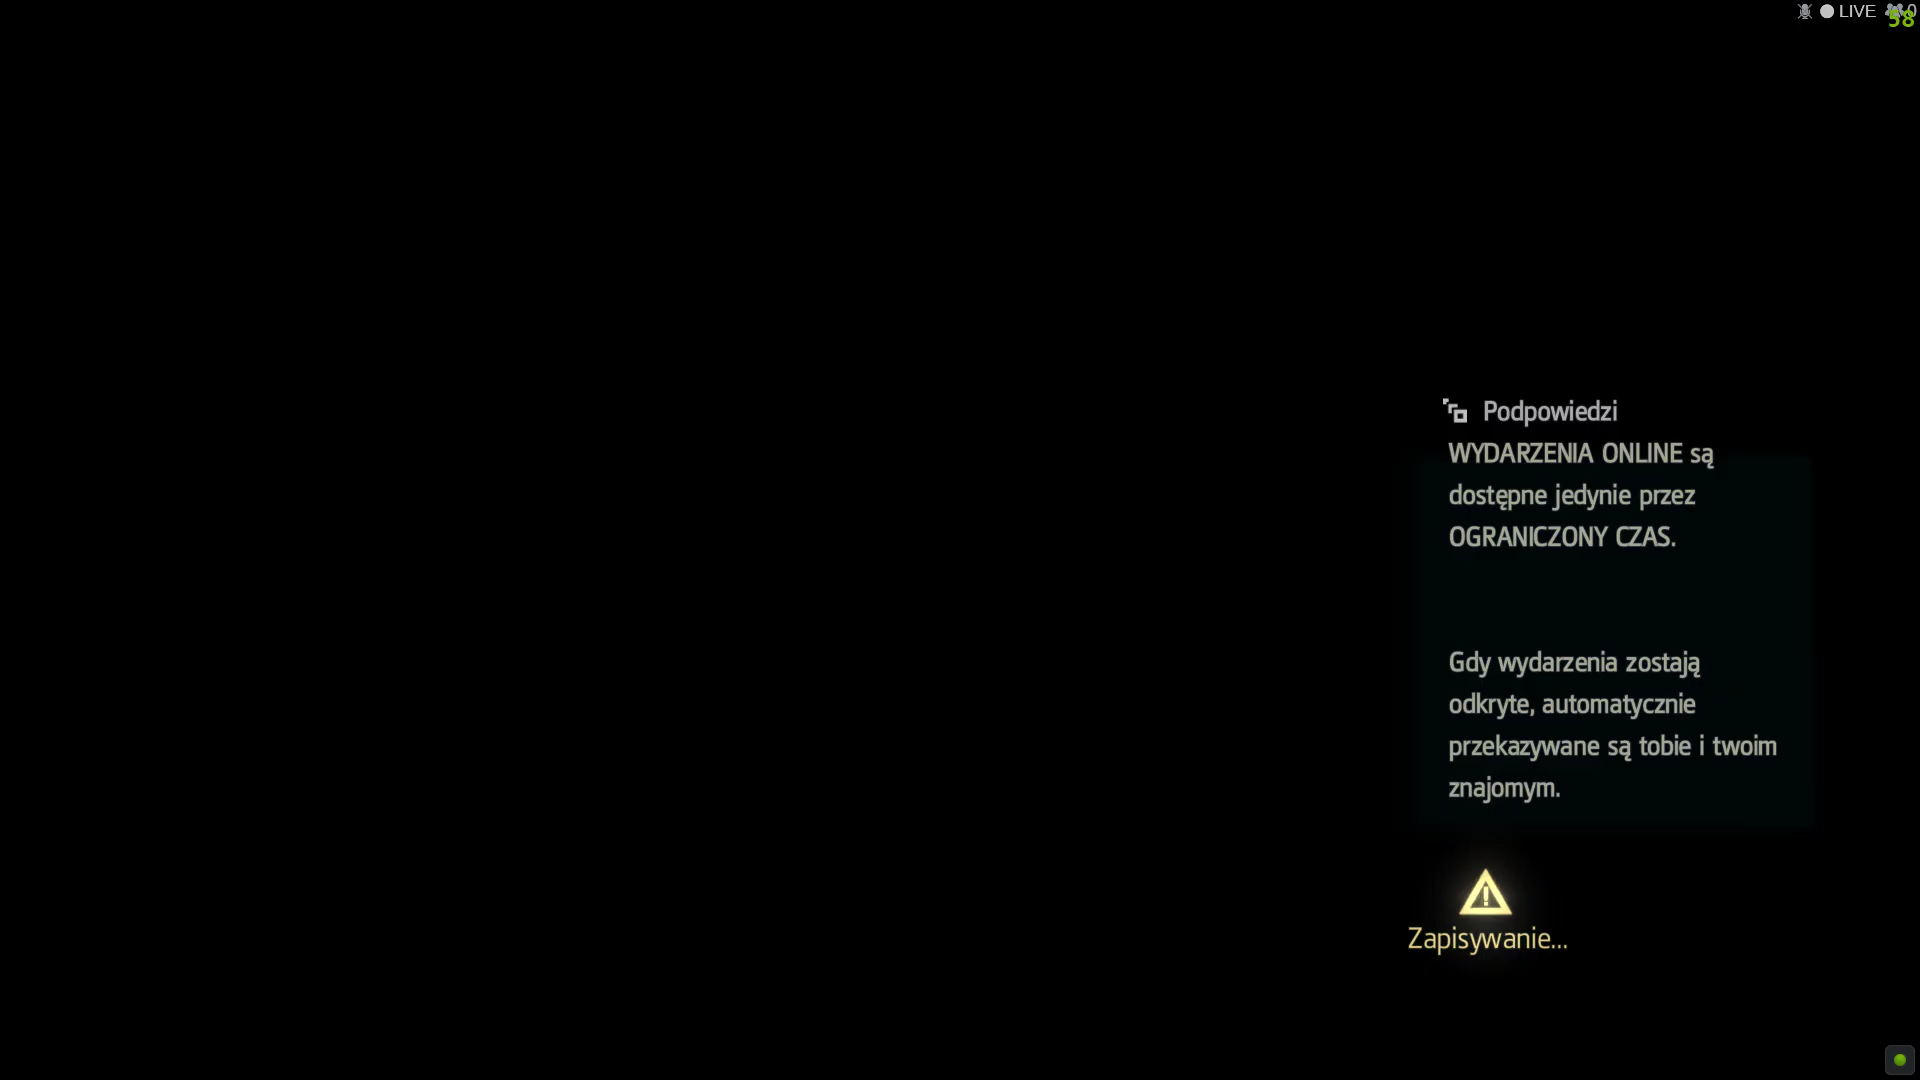 LIVE 0
58
Podpowiedzi
WYDARZENIA ONLINE są
dostępne jedynie przez
OGRANICZONY CZAS.
Gdy wydarzenia zostają
odkryte, automatycznie
przekazywane są tobie i twoim
znajomym.
Zapisywanie...